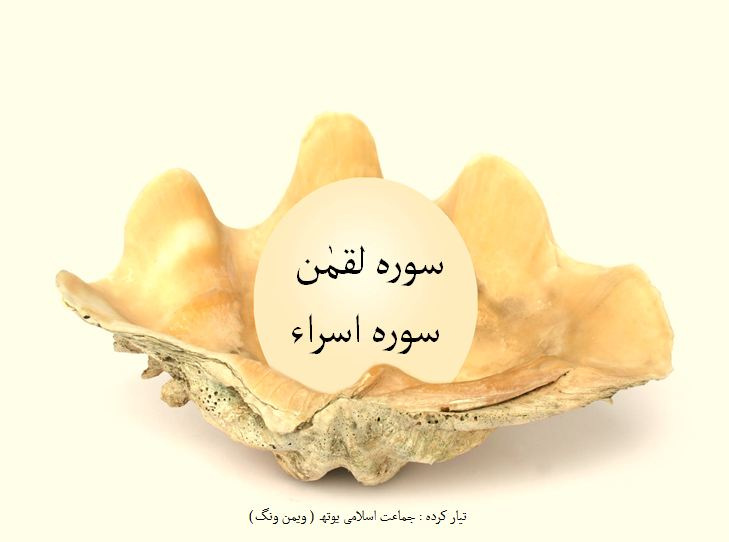 سورہ لقمٰن
سورہ اسراء
تیار کردہ : جماعت اسلامی یوتھ ( ویمن ونگ )